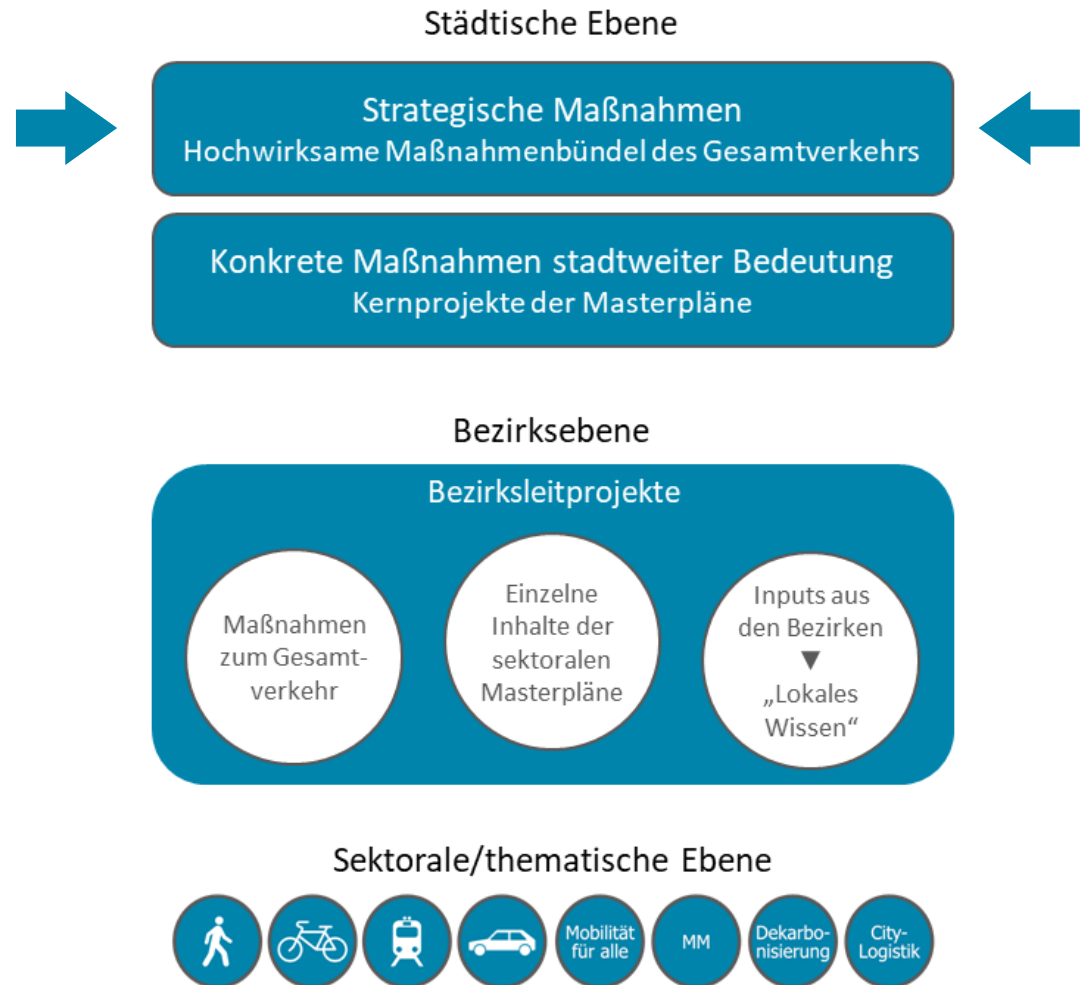 Städtische Ebene
Strategische Maßnahmen
Hochwirksame Maßnahmenbündel des Gesamtverkehrs
Konkrete Maßnahmen stadtweiter Bedeutung
Kernprojekte der Masterpläne
Bezirksebene
Bezirksleitprojekte
Maßnahmen
zum Gesamt-
verkehr
Einzelne
Inhalte der
sektoralen
Masterpläne
Inputs aus
den Bezirken
▼
„Lokales
Wissen“
Sektorale/thematische Ebene
Mobilität
für alle
MM
Dekarbo-
nisierung
City-
Logistik